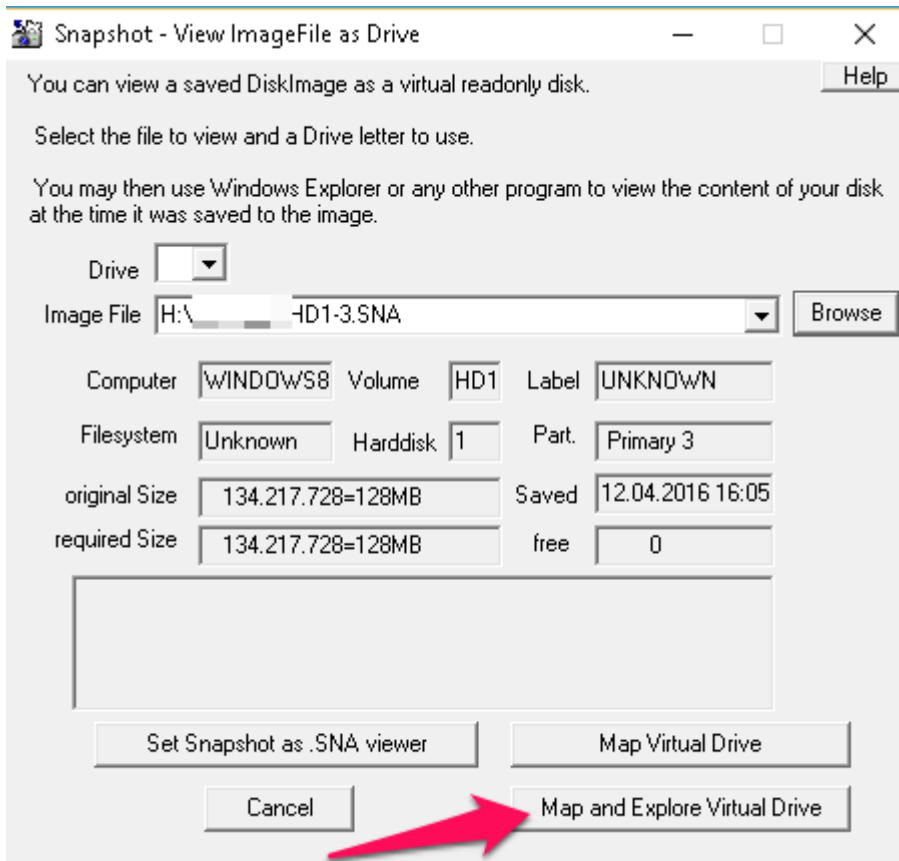 Snapshot - View ImageFile as Drive
Help
You can view a saved DiskImage as a virtual readonly disk.
Select the file to view and a Drive letter to use.
You may then use Windows Explorer or any other program to view the content of your disk
at the time it was saved to the image.
Drive
Image File H:\ HD1-3.SNA Browse
Computer WINDOWS8 Volume HD1 Label UNKNOWN
Filesystem Unknown Harddisk 1 Part. Primary 3
original Size 134.217.728=128MB Saved 12.04.2016 16:05
required Size 134.217.728=128MB free 0
Set Snapshot as .SNA viewer Map Virtual Drive
Cancel Map and Explore Virtual Drive